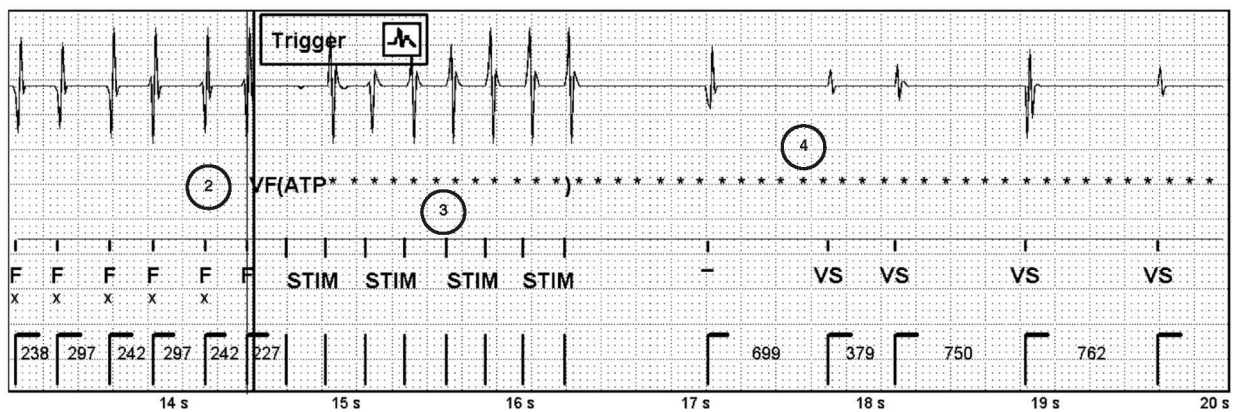 Trigger
4
2 VF(ATP* * * * * * * * * * * *) * * * * * * * * * * * * * * * * * * * * * * * * * * * *
3
F F F F F F STIM STIM STIM STIM – VS VS VS VS
x x x x x
238 297 242 297 242 227 699 379 750 762
14 s 15 s 16 s 17 s 18 s 19 s 20 s